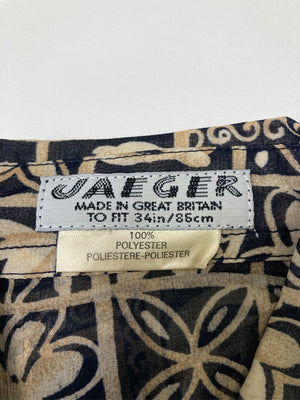 JAEGER
MADE IN GREAT BRITAIN
TO FIT 34in/86cm
100%
POLYESTER
POLIESTERE-POLIESTER